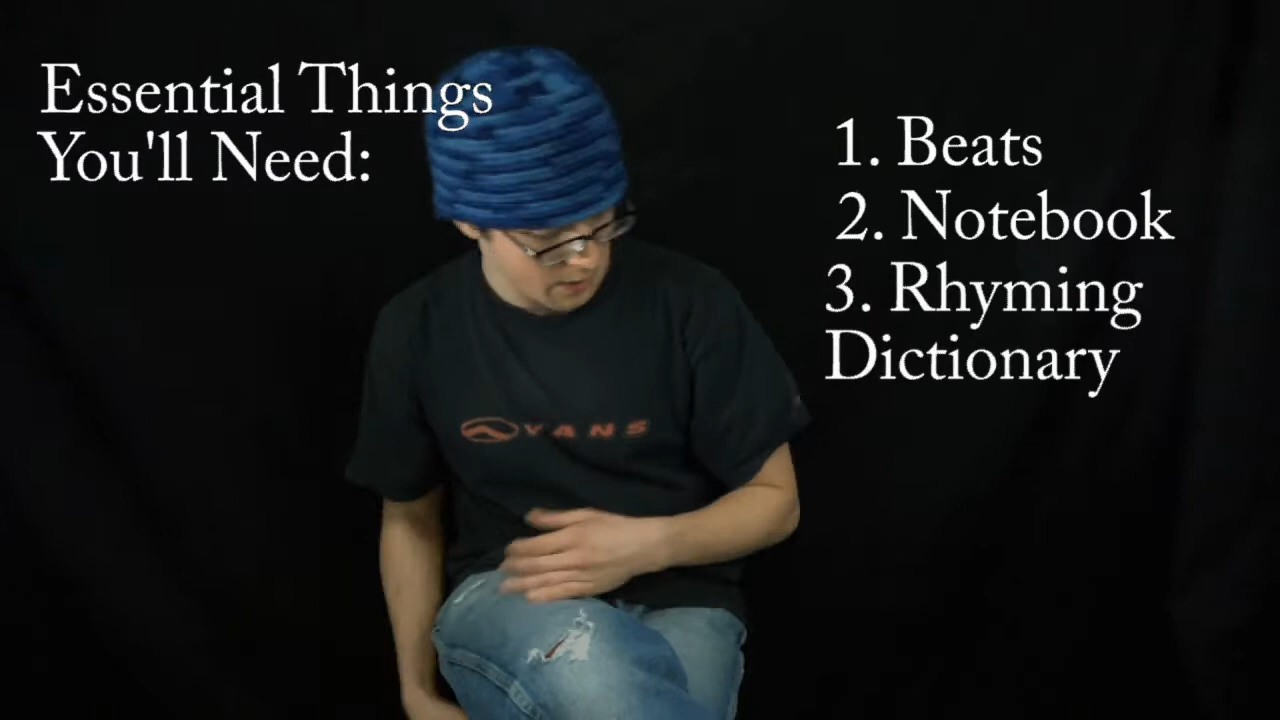 Essential Things
You'll Need:
1. Beats
2. Notebook
3. Rhyming
Dictionary
VANS